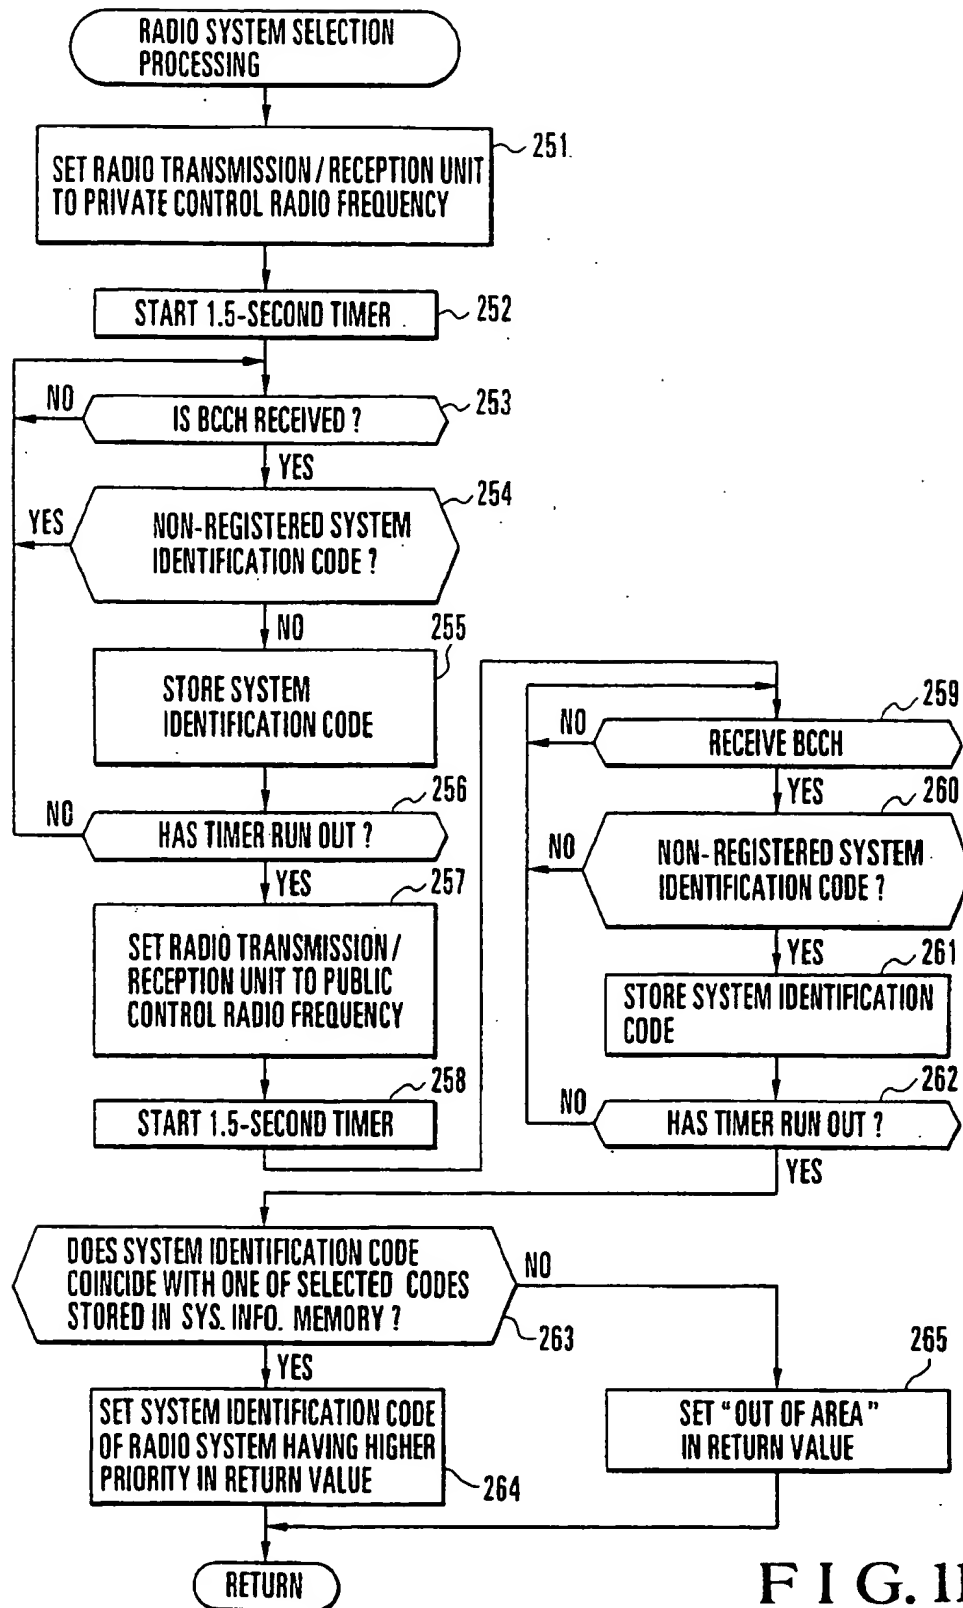 RADIO SYSTEM SELECTION
PROCESSING
251
SET RADIO TRANSMISSION / RECEPTION UNIT
TO PRIVATE CONTROL RADIO FREQUENCY
START 1.5-SECOND TIMER
252
NO
IS BCCH RECEIVED ?
253
YES
254
YES
NON-REGISTERED SYSTEM
IDENTIFICATION CODE ?
NO
255
STORE SYSTEM
IDENTIFICATION CODE
256
NO
HAS TIMER RUN OUT ?
YES
257
SET RADIO TRANSMISSION /
RECEPTION UNIT TO PUBLIC
CONTROL RADIO FREQUENCY
258
START 1.5-SECOND TIMER
259
NO
RECEIVE BCCH
YES
260
NO
NON-REGISTERED SYSTEM
IDENTIFICATION CODE ?
YES
261
STORE SYSTEM IDENTIFICATION
CODE
262
NO
HAS TIMER RUN OUT ?
YES
DOES SYSTEM IDENTIFICATION CODE
COINCIDE WITH ONE OF SELECTED CODES
STORED IN SYS. INFO. MEMORY ?
NO
263
YES
265
SET SYSTEM IDENTIFICATION CODE
OF RADIO SYSTEM HAVING HIGHER
PRIORITY IN RETURN VALUE
264
SET "OUT OF AREA"
IN RETURN VALUE
RETURN
FIG.